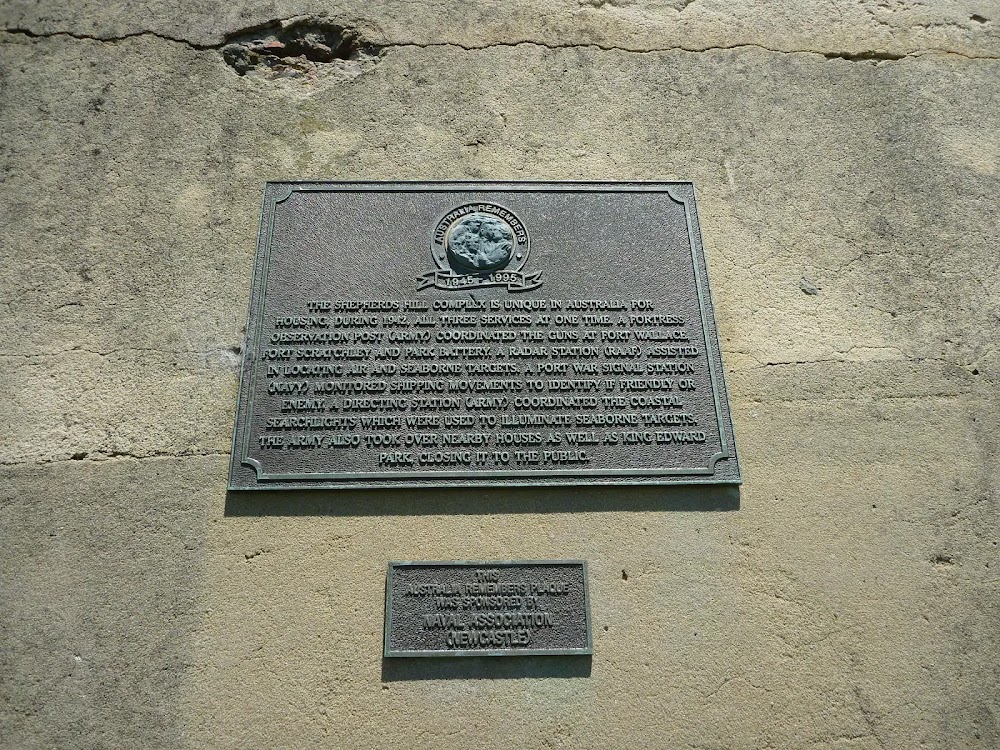 AUSTRALIA REMEMBERS
1945 - 1995
THE SHEPHERDS HILL COMPLEX IS UNIQUE IN AUSTRALIA FOR
HOUSING, DURING 1942, ALL THREE SERVICES AT ONE TIME. A FORTRESS
OBSERVATION POST (ARMY) COORDINATED THE GUNS AT FORT WALLACE,
FORT SCRATCHLEY AND PARK BATTERY. A RADAR STATION (RAAF) ASSISTED
IN LOCATING AIR AND SEABORNE TARGETS. A PORT WAR SIGNAL STATION
(NAVY) MONITORED SHIPPING MOVEMENTS TO IDENTIFY IF FRIENDLY OR
ENEMY. A DIRECTING STATION (ARMY) COORDINATED THE COASTAL
SEARCHLIGHTS WHICH WERE USED TO ILLUMINATE SEABORNE TARGETS.
THE ARMY ALSO TOOK OVER NEARBY HOUSES AS WELL AS KING EDWARD
PARK, CLOSING IT TO THE PUBLIC.
THIS
AUSTRALIA REMEMBERS PLAQUE
WAS SPONSORED BY
NAVAL ASSOCIATION
(NEWCASTLE)